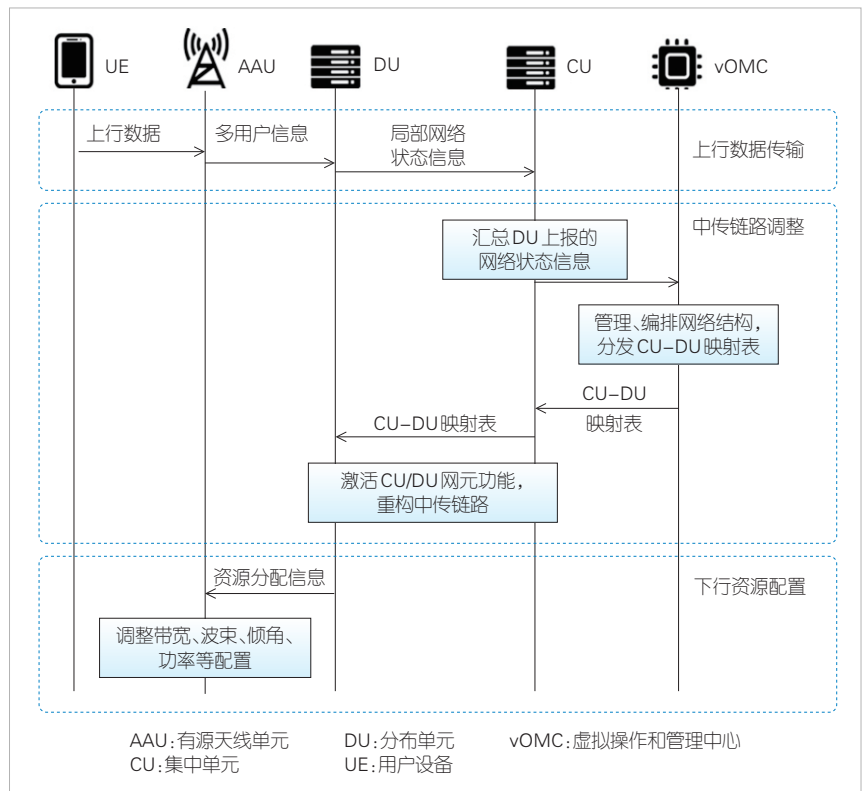 UE
AAU
DU
CU
vOMC
上行数据
多用户信息
局部网络
状态信息
上行数据传输
中传链路调整
汇总DU上报的
网络状态信息
管理、编排网络结构，
分发CU-DU映射表
CU-DU
映射表
CU-DU映射表
激活CU/DU网元功能，
重构中传链路
资源分配信息
下行资源配置
调整带宽、波束、倾角、
功率等配置
AAU：有源天线单元
DU：分布单元
vOMC：虚拟操作和管理中心
CU：集中单元
UE：用户设备